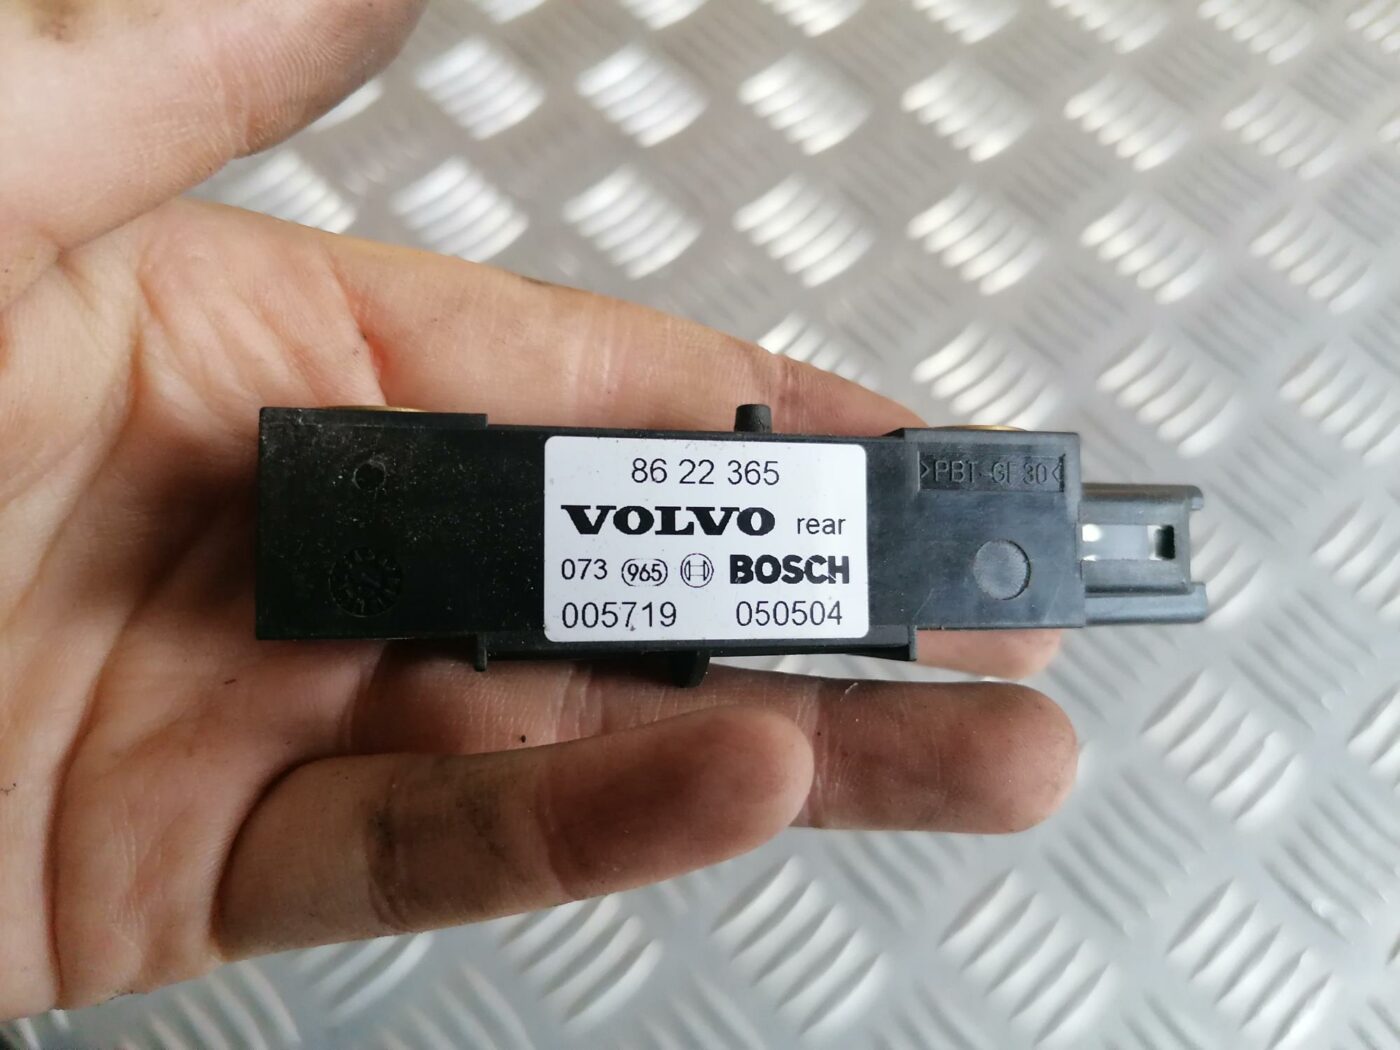 86 22 365
VOLVO rear
073 965 BOSCH
005719 050504
>PBT-GF30<